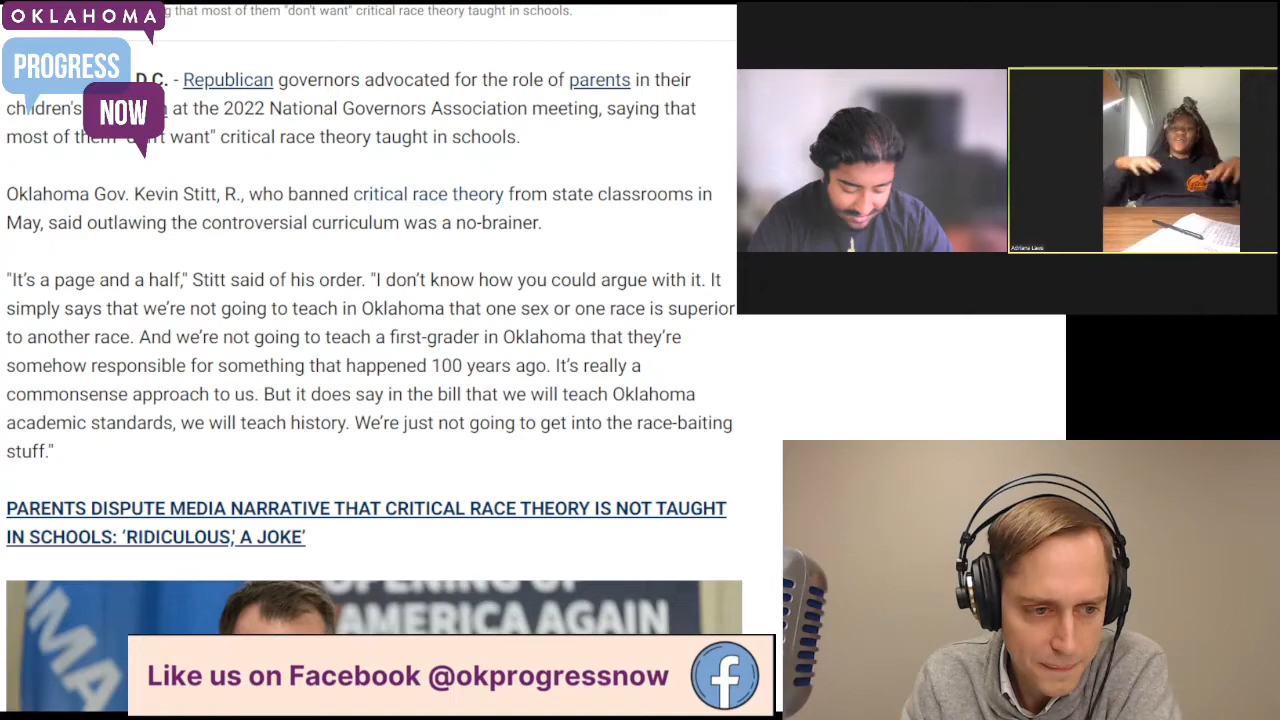 OKLAHOMA
PROGRESS
NOW
g that most of them "don't want" critical race theory taught in schools.
D.C. - Republican governors advocated for the role of parents in their
children's at the 2022 National Governors Association meeting, saying that
most of them want" critical race theory taught in schools.
Oklahoma Gov. Kevin Stitt, R., who banned critical race theory from state classrooms in
May, said outlawing the controversial curriculum was a no-brainer.
"It's a page and a half," Stitt said of his order. "I don't know how you could argue with it. It
simply says that we're not going to teach in Oklahoma that one sex or one race is superior
to another race. And we're not going to teach a first-grader in Oklahoma that they're
somehow responsible for something that happened 100 years ago. It's really a
commonsense approach to us. But it does say in the bill that we will teach Oklahoma
academic standards, we will teach history. We're just not going to get into the race-baiting
stuff."
PARENTS DISPUTE MEDIA NARRATIVE THAT CRITICAL RACE THEORY IS NOT TAUGHT
IN SCHOOLS: 'RIDICULOUS,' A JOKE'
OPENING UP
AMERICA AGAIN
OMA
Like us on Facebook @okprogressnow
Adriana Laws